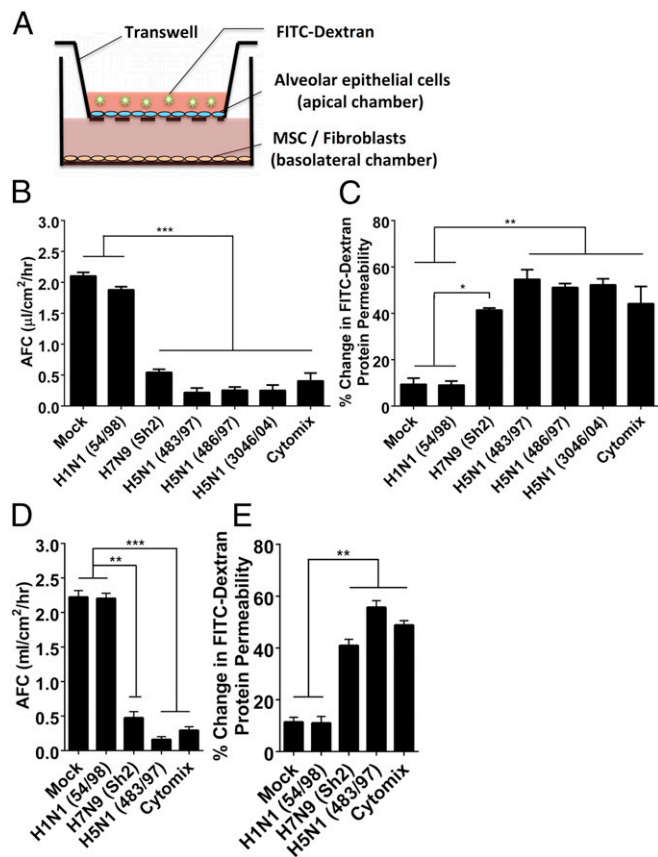 A
Transwell
FITC-Dextran
Alveolar epithelial cells
(apical chamber)
MSC / Fibroblasts
(basolateral chamber)
B
AFC (μl/cm²/hr)
3.0
2.5
2.0
1.5
1.0
0.5
0.0
***
Mock
H1N1 (54/98)
H7N9 (Sh2)
H5N1 (483/97)
H5N1 (486/97)
H5N1 (3046/04)
Cytomix
C
% Change in FITC-Dextran
Protein Permeability
80
60
40
20
0
**
*
Mock
H1N1 (54/98)
H7N9 (Sh2)
H5N1 (483/97)
H5N1 (486/97)
H5N1 (3046/04)
Cytomix
D
AFC (ml/cm²/hr)
3.0
2.5
2.0
1.5
1.0
0.5
0.0
***
**
Mock
H1N1 (54/98)
H7N9 (Sh2)
H5N1 (483/97)
Cytomix
E
% Change in FITC-Dextran
Protein Permeability
80
60
40
20
0
**
Mock
H1N1 (54/98)
H7N9 (Sh2)
H5N1 (483/97)
Cytomix